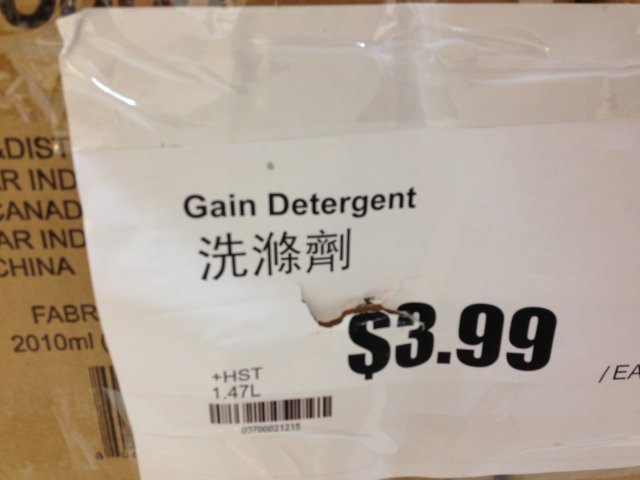 &DIST
R IND
CANAD
AR IND
CHINA
FABR
2010ml
Gain Detergent
洗滌劑
$3.99
/EA
+HST
1.47L
03700021215